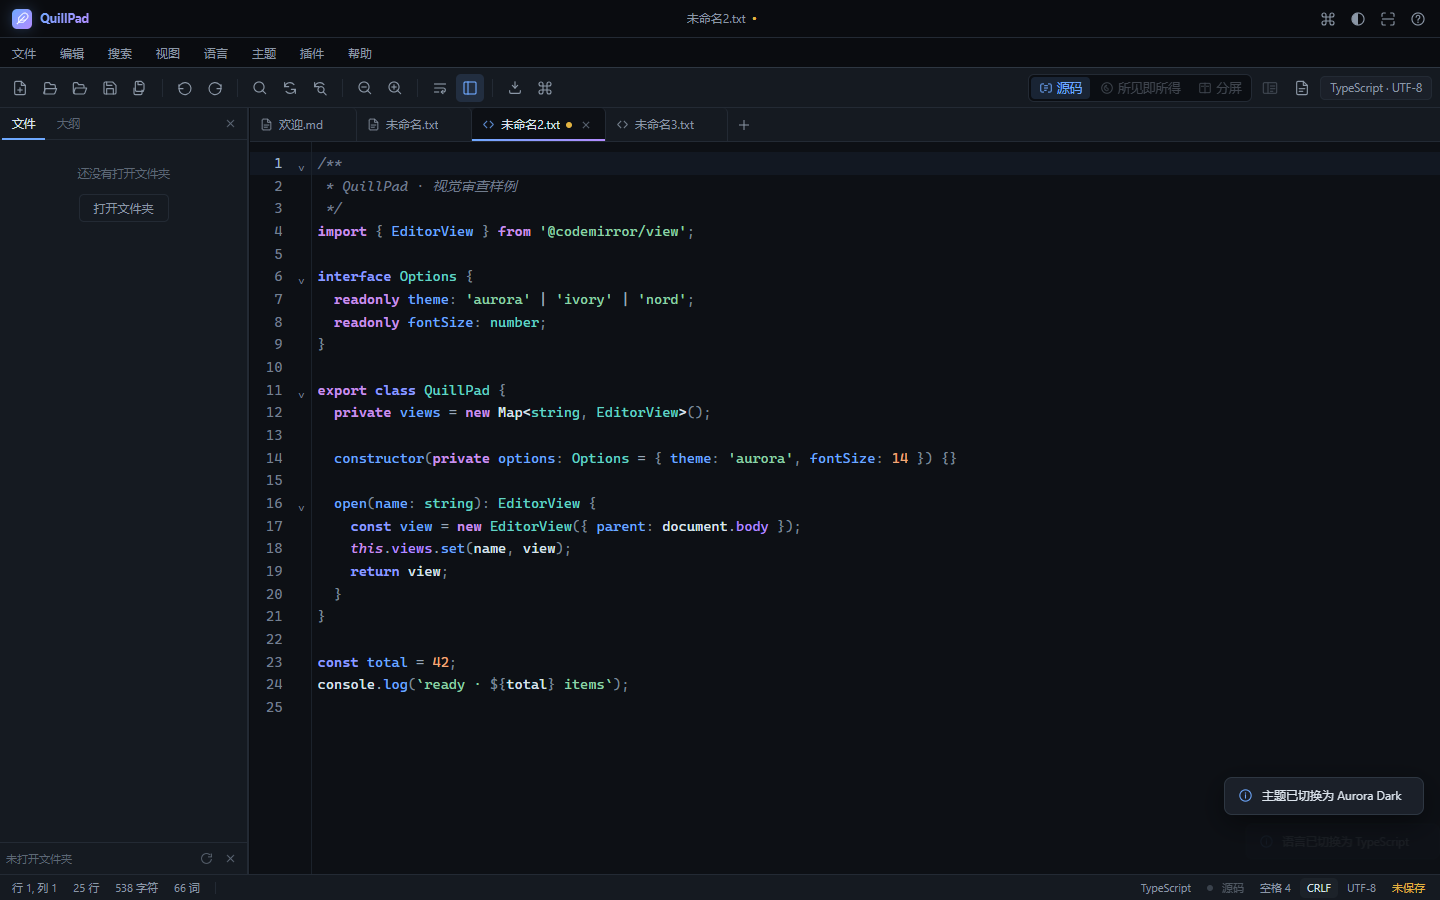 QuillPad
未命名2.txt •
文件 编辑 搜索 视图 语言 主题 插件 帮助
源码 所见即所得 分屏 TypeScript · UTF-8
文件 大纲
欢迎.md 未命名.txt 未命名2.txt 未命名3.txt
还没有打开文件夹
打开文件夹
1 /**
2 * QuillPad · 视觉审查样例
3 */
4 import { EditorView } from '@codemirror/view';
5
6 interface Options {
7 readonly theme: 'aurora' | 'ivory' | 'nord';
8 readonly fontSize: number;
9 }
10
11 export class QuillPad {
12 private views = new Map<string, EditorView>();
13
14 constructor(private options: Options = { theme: 'aurora', fontSize: 14 }) {}
15
16 open(name: string): EditorView {
17 const view = new EditorView({ parent: document.body });
18 this.views.set(name, view);
19 return view;
20 }
21 }
22
23 const total = 42;
24 console.log(`ready · ${total} items`);
25
主题已切换为 Aurora Dark
语言已切换为 TypeScript
未打开文件夹
行 1, 列 1 25 行 538 字符 66 词 TypeScript 源码 空格 4 CRLF UTF-8 未保存